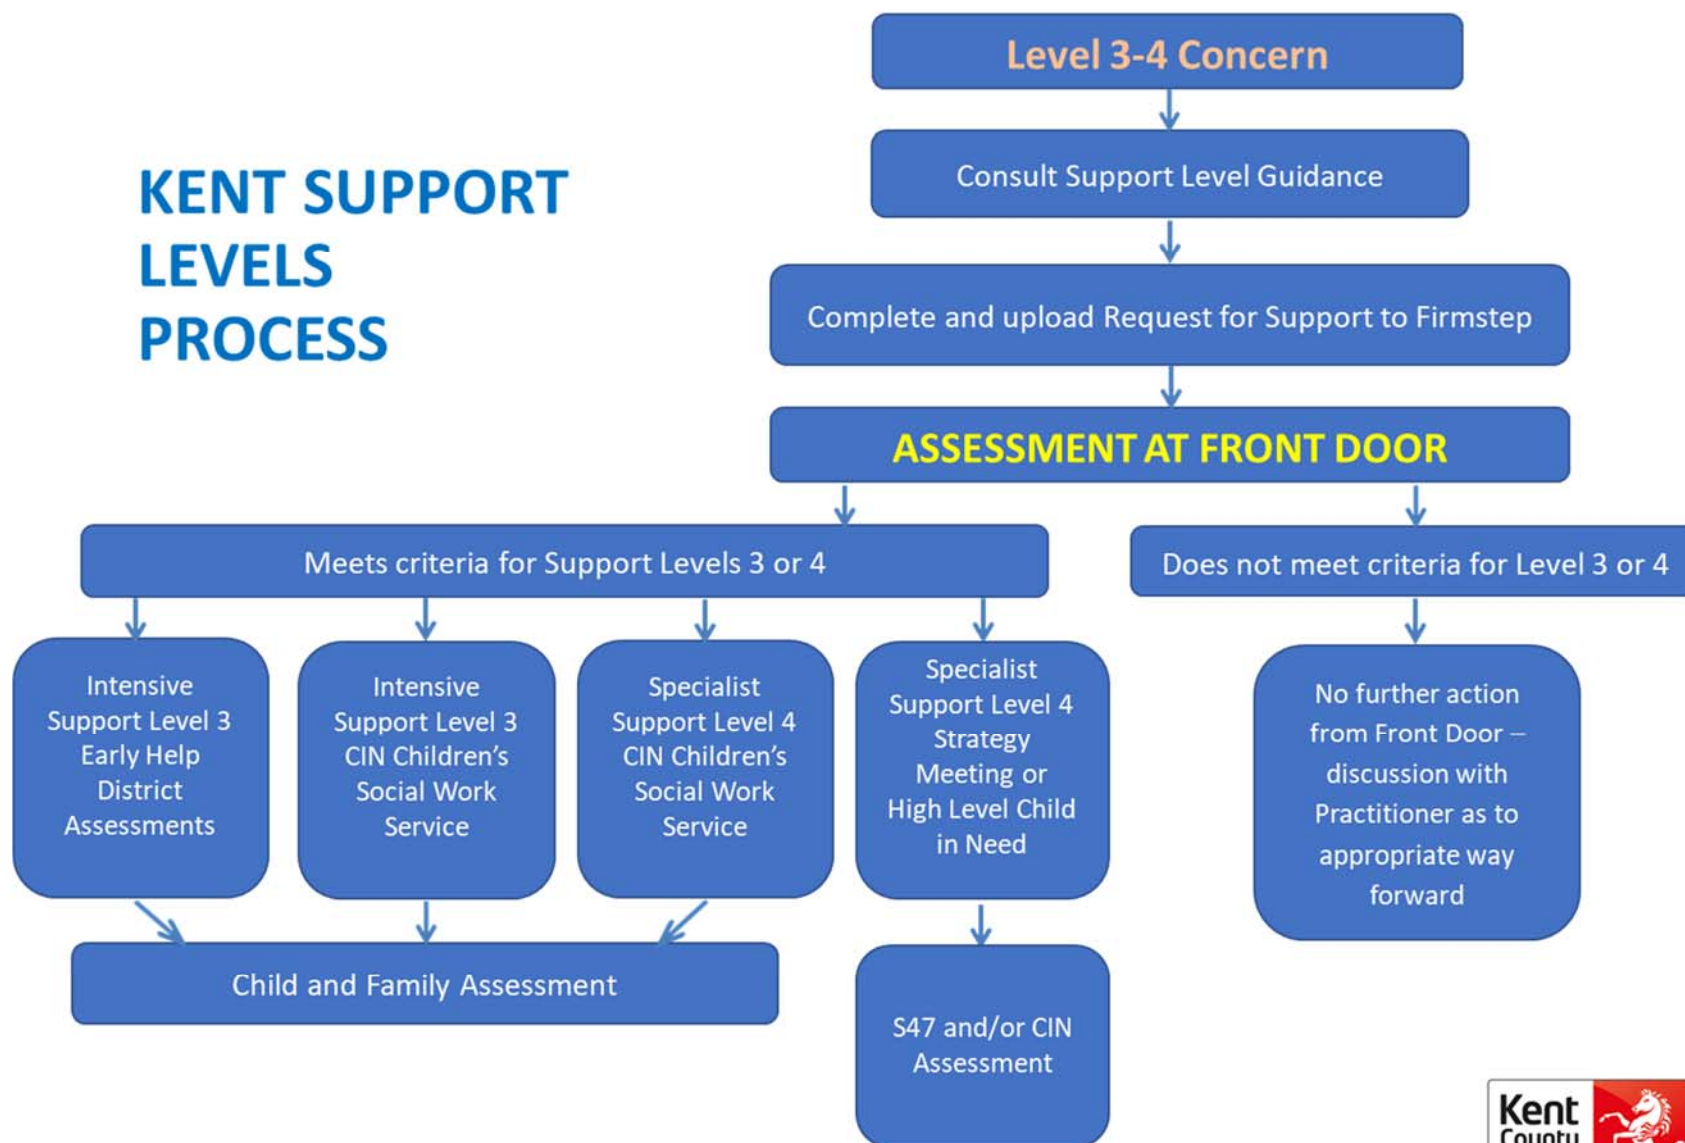 Level 3-4 Concern
KENT SUPPORT
LEVELS
PROCESS
Consult Support Level Guidance
Complete and upload Request for Support to Firmstep
ASSESSMENT AT FRONT DOOR
Meets criteria for Support Levels 3 or 4
Does not meet criteria for Level 3 or 4
Intensive
Support Level 3
Early Help
District
Assessments
Intensive
Support Level 3
CIN Children’s
Social Work
Service
Specialist
Support Level 4
CIN Children’s
Social Work
Service
Specialist
Support Level 4
Strategy
Meeting or
High Level Child
in Need
No further action
from Front Door –
discussion with
Practitioner as to
appropriate way
forward
Child and Family Assessment
S47 and/or CIN
Assessment
Kent
County